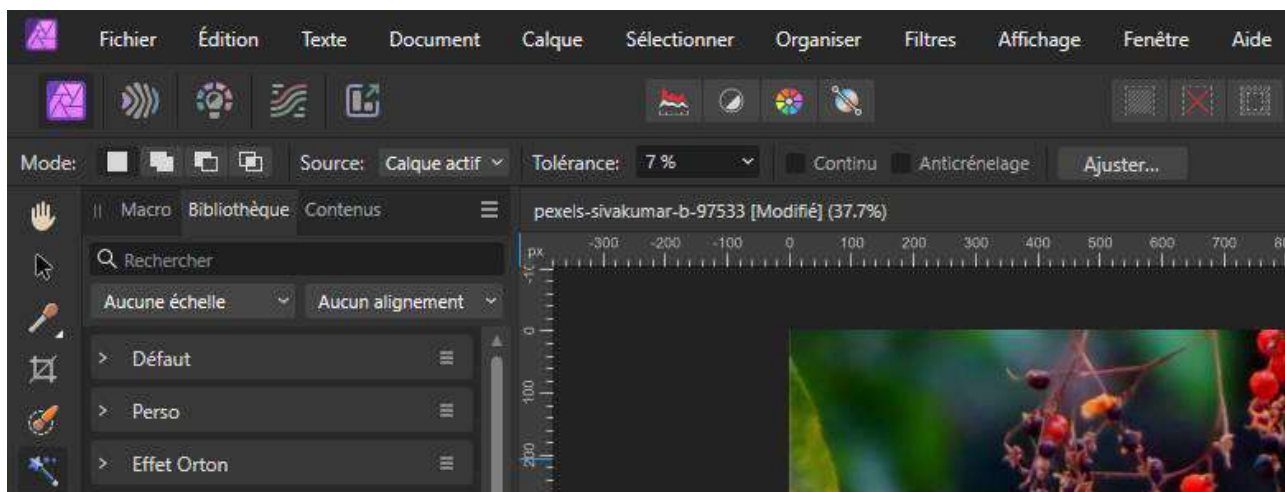 Fichier Édition Texte Document Calque Sélectionner Organiser Filtres Affichage Fenêtre Aide
Mode: Source: Calque actif Tolérance: 7 % Continu Anticrénelage Ajuster...
Macro Bibliothèque Contenus
pexels-sivakumar-b-97533 [Modifié] (37.7%)
px -300 -200 -100 0 100 200 300 400 500 600 700
Rechercher
Aucune échelle Aucun alignement
0
Défaut
100
Perso
200
Effet Orton